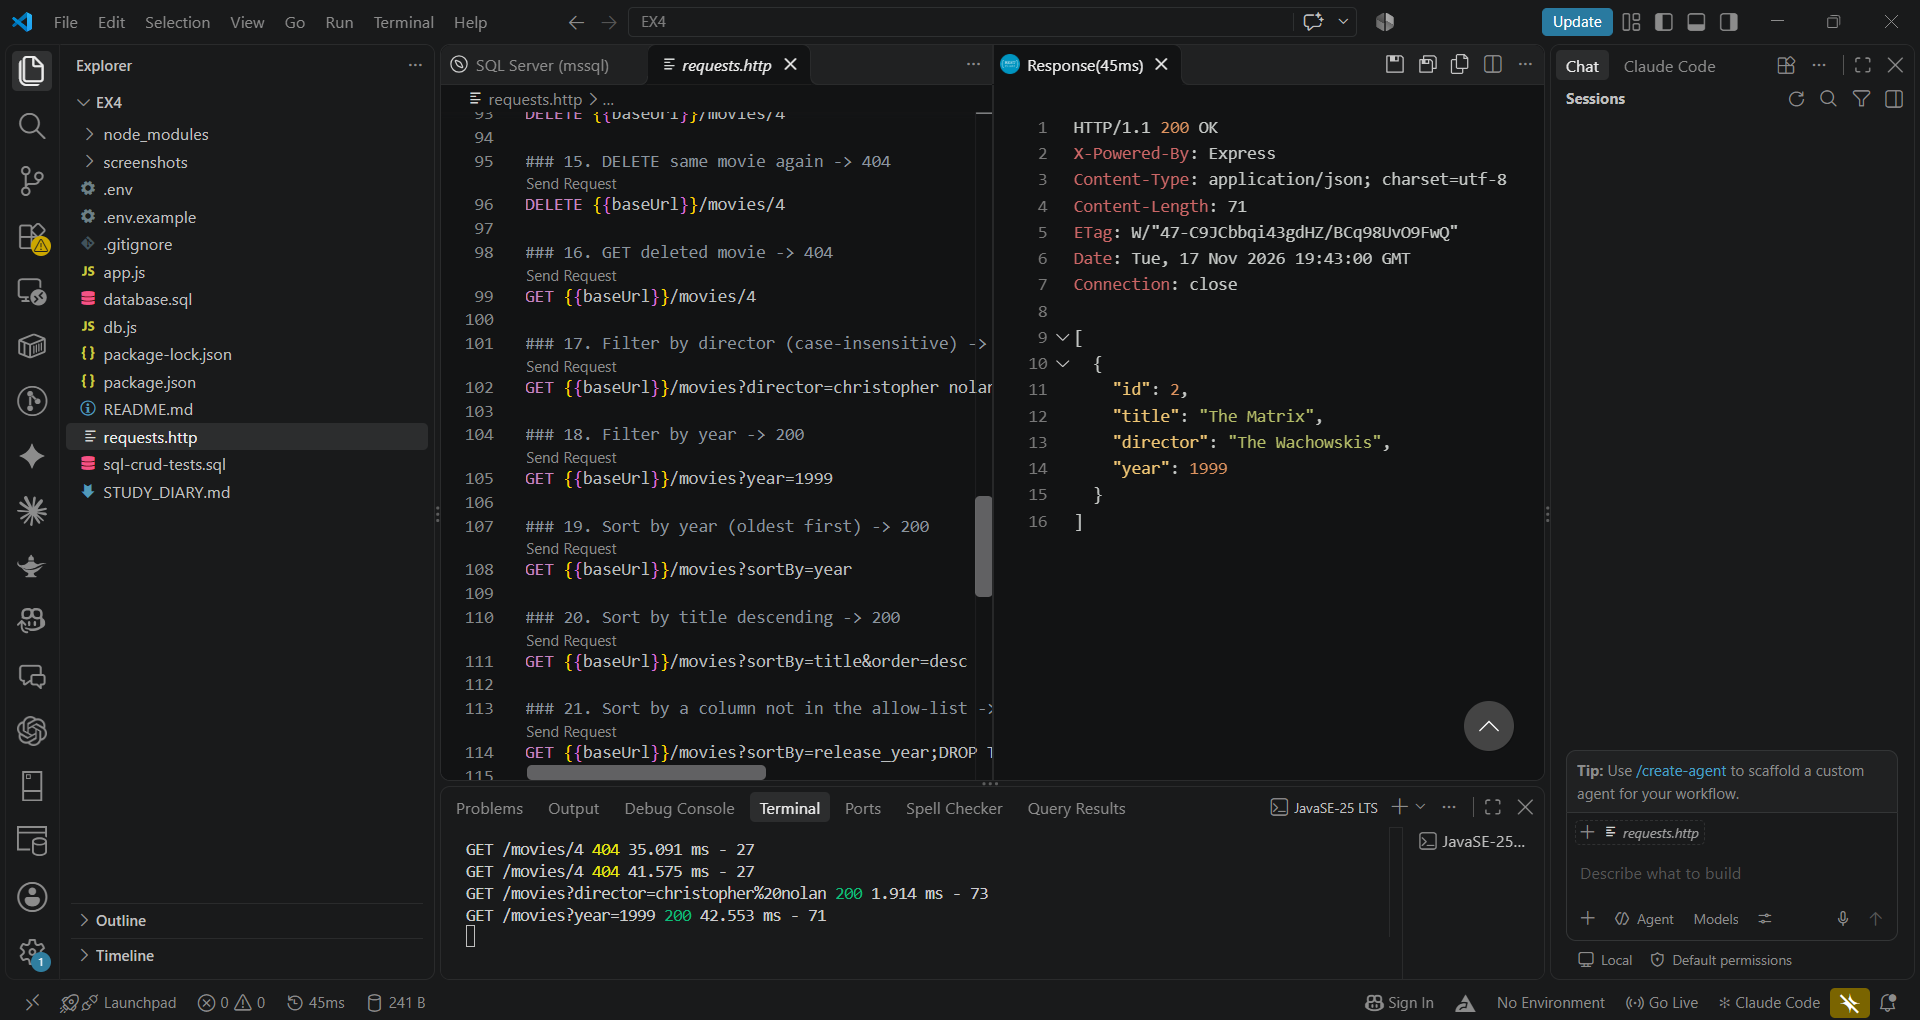 File Edit Selection View Go Run Terminal Help
EX4
Update
Explorer
EX4
node_modules
screenshots
.env
.env.example
.gitignore
JS app.js
database.sql
JS db.js
{} package-lock.json
{} package.json
README.md
requests.http
sql-crud-tests.sql
STUDY_DIARY.md
Outline
Timeline
SQL Server (mssql)
requests.http
requests.http > ...
93 DELETE {{baseUrl}}/movies/4
94
95 ### 15. DELETE same movie again -> 404
Send Request
96 DELETE {{baseUrl}}/movies/4
97
98 ### 16. GET deleted movie -> 404
Send Request
99 GET {{baseUrl}}/movies/4
100
101 ### 17. Filter by director (case-insensitive) ->
Send Request
102 GET {{baseUrl}}/movies?director=christopher nolan
103
104 ### 18. Filter by year -> 200
Send Request
105 GET {{baseUrl}}/movies?year=1999
106
107 ### 19. Sort by year (oldest first) -> 200
Send Request
108 GET {{baseUrl}}/movies?sortBy=year
109
110 ### 20. Sort by title descending -> 200
Send Request
111 GET {{baseUrl}}/movies?sortBy=title&order=desc
112
113 ### 21. Sort by a column not in the allow-list ->
Send Request
114 GET {{baseUrl}}/movies?sortBy=release_year;DROP T
115
Response(45ms)
1 HTTP/1.1 200 OK
2 X-Powered-By: Express
3 Content-Type: application/json; charset=utf-8
4 Content-Length: 71
5 ETag: W/"47-C9JCbbqi43gdHZ/BCq98UvO9FwQ"
6 Date: Tue, 17 Nov 2026 19:43:00 GMT
7 Connection: close
8
9 [
10 {
11 "id": 2,
12 "title": "The Matrix",
13 "director": "The Wachowskis",
14 "year": 1999
15 }
16 ]
Problems Output Debug Console Terminal Ports Spell Checker Query Results
JavaSE-25 LTS
GET /movies/4 404 35.091 ms - 27
GET /movies/4 404 41.575 ms - 27
GET /movies?director=christopher%20nolan 200 1.914 ms - 73
GET /movies?year=1999 200 42.553 ms - 71
JavaSE-25...
Chat Claude Code
Sessions
Tip: Use /create-agent to scaffold a custom
agent for your workflow.
requests.http
Describe what to build
Agent Models
Local Default permissions
1
Launchpad 0 0 45ms 241 B
Sign In No Environment Go Live Claude Code